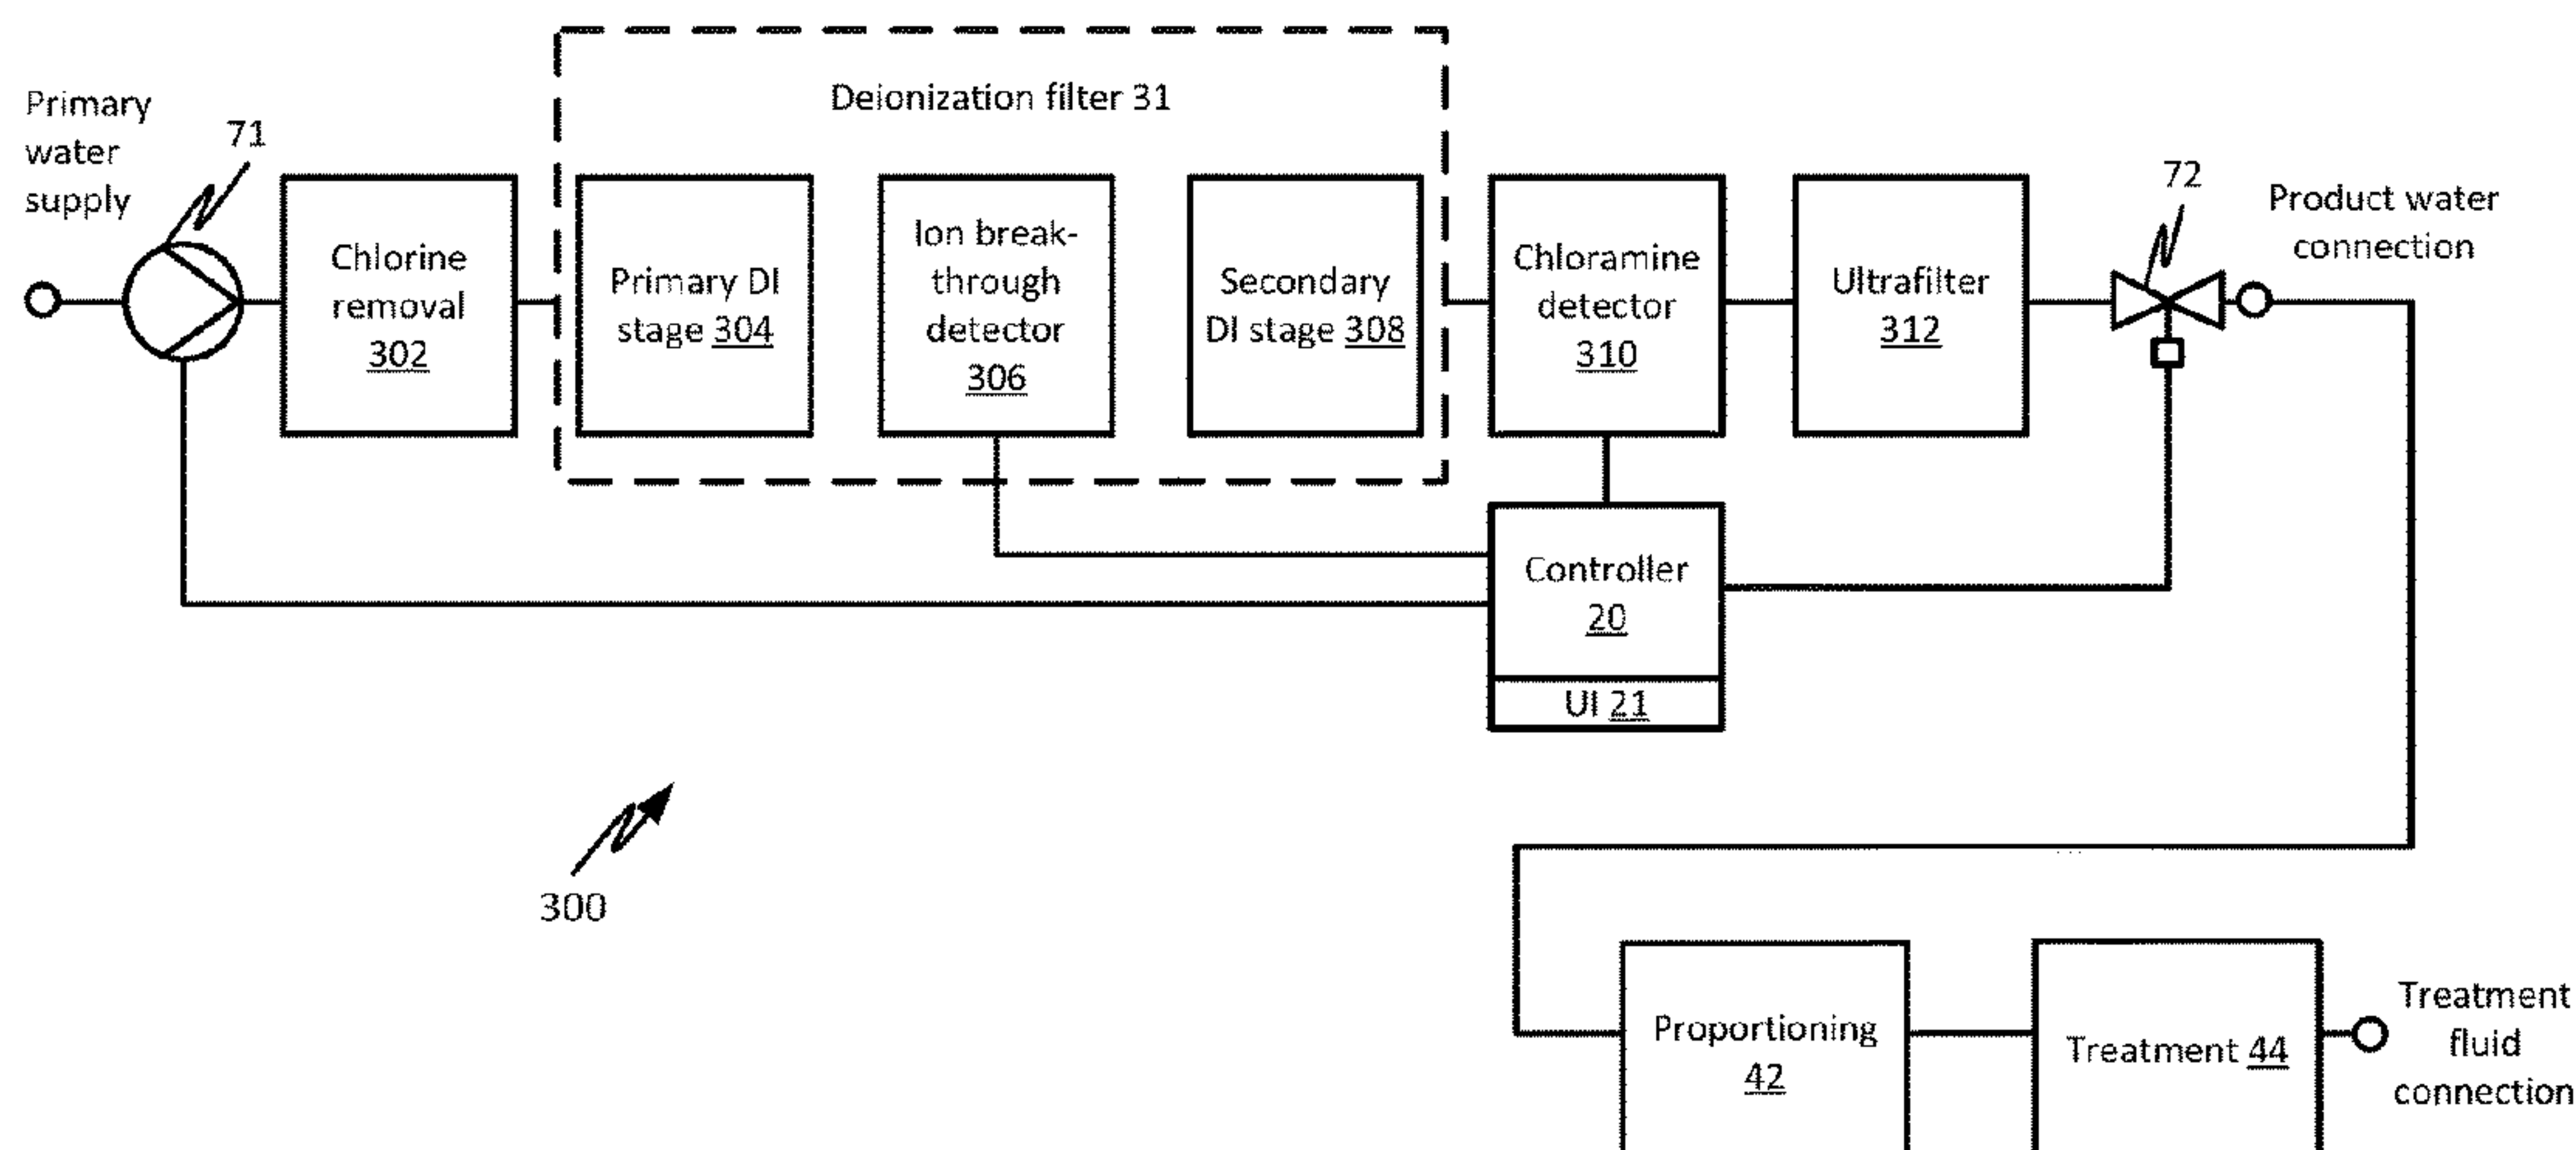 Primary
water
supply
71
Chlorine
removal
302
Deionization filter 31
Primary DI
stage 304
Ion break-
through
detector
306
Secondary
DI stage 308
Chloramine
detector
310
Ultrafilter
312
72
Product water
connection
Controller
20
UI 21
300
Proportioning
42
Treatment 44
Treatment
fluid
connection